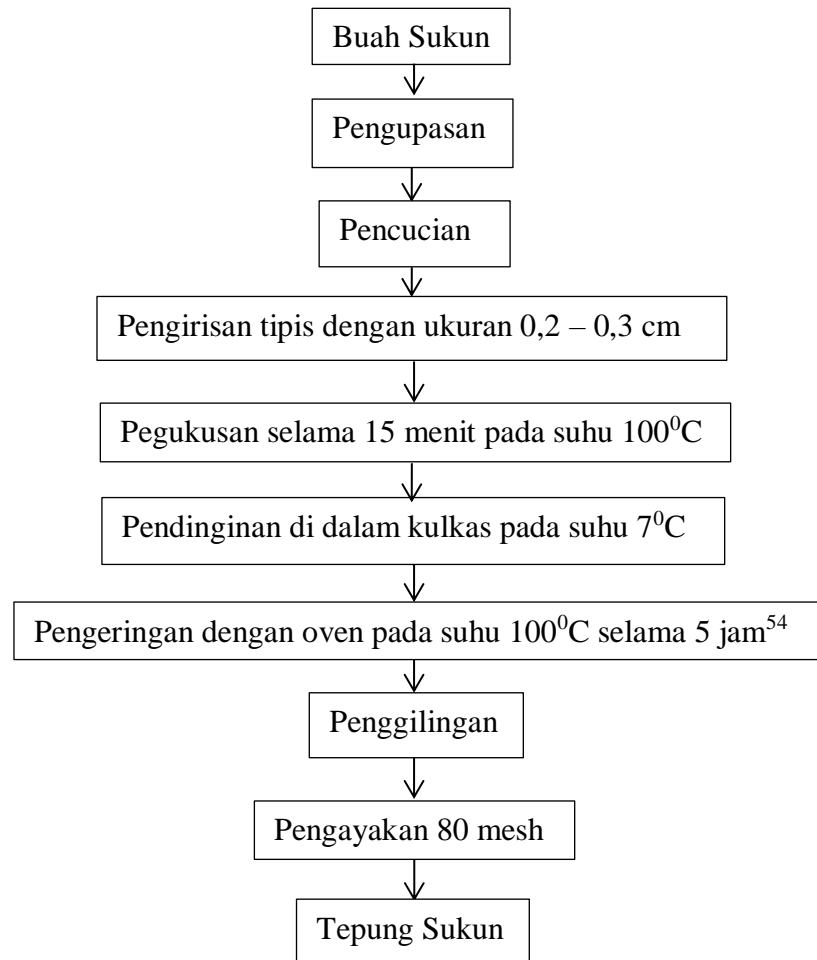 Buah Sukun
Pengupasan
Pencucian
Pengirisan tipis dengan ukuran 0,2 – 0,3 cm
Pegukusan selama 15 menit pada suhu 100⁰C
Pendinginan di dalam kulkas pada suhu 7⁰C
Pengeringan dengan oven pada suhu 100⁰C selama 5 jam⁵⁴
Penggilingan
Pengayakan 80 mesh
Tepung Sukun